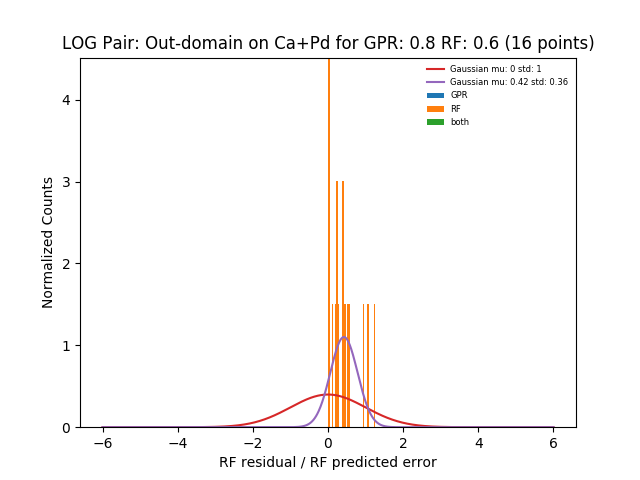 LOG Pair: Out-domain on Ca+Pd for GPR: 0.8 RF: 0.6 (16 points)
Gaussian mu: 0 std: 1
Gaussian mu: 0.42 std: 0.36
GPR
RF
both
Normalized Counts
4
3
2
1
0
−6 −4 −2 0 2 4 6
RF residual / RF predicted error